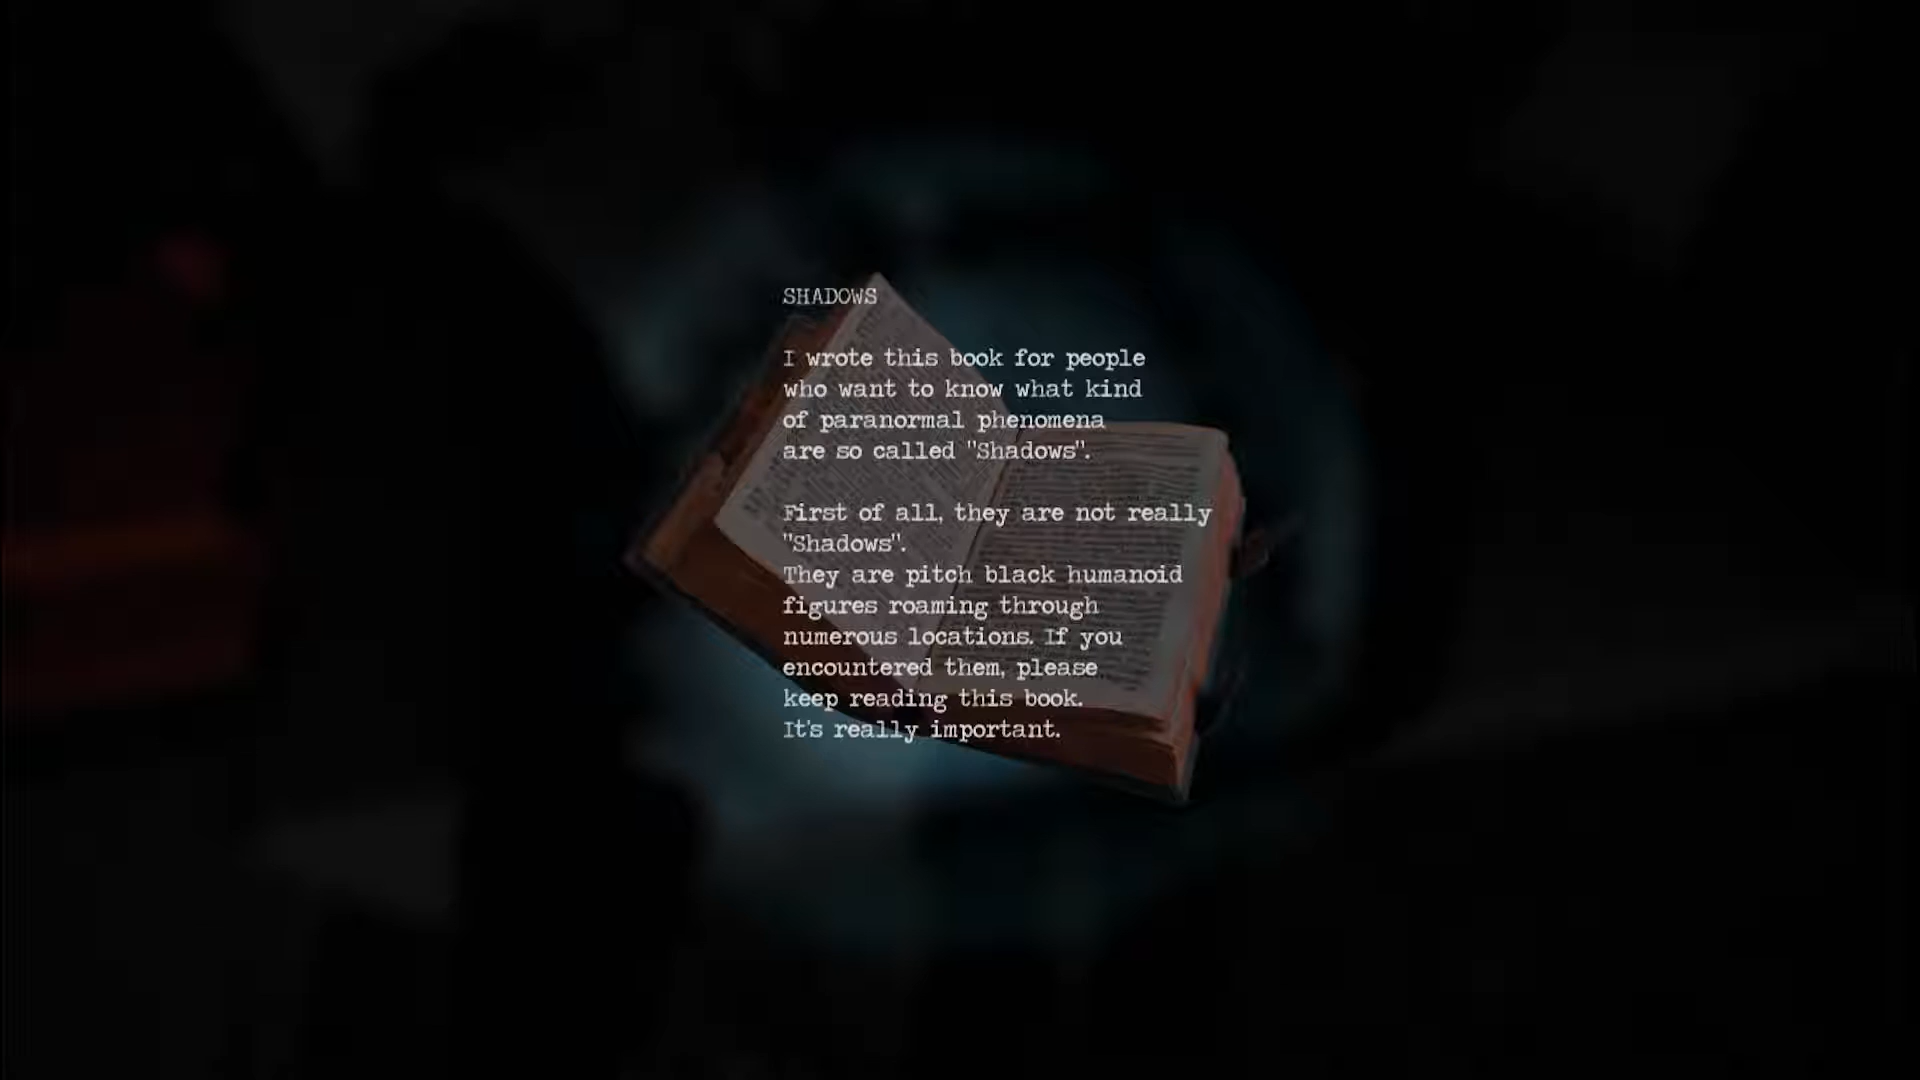 SHADOWS
I wrote this book for people
who want to know what kind
of paranormal phenomena
are so called "Shadows".
First of all, they are not really
"Shadows".
They are pitch black humanoid
figures roaming through
numerous locations. If you
encountered them, please
keep reading this book.
It's really important.